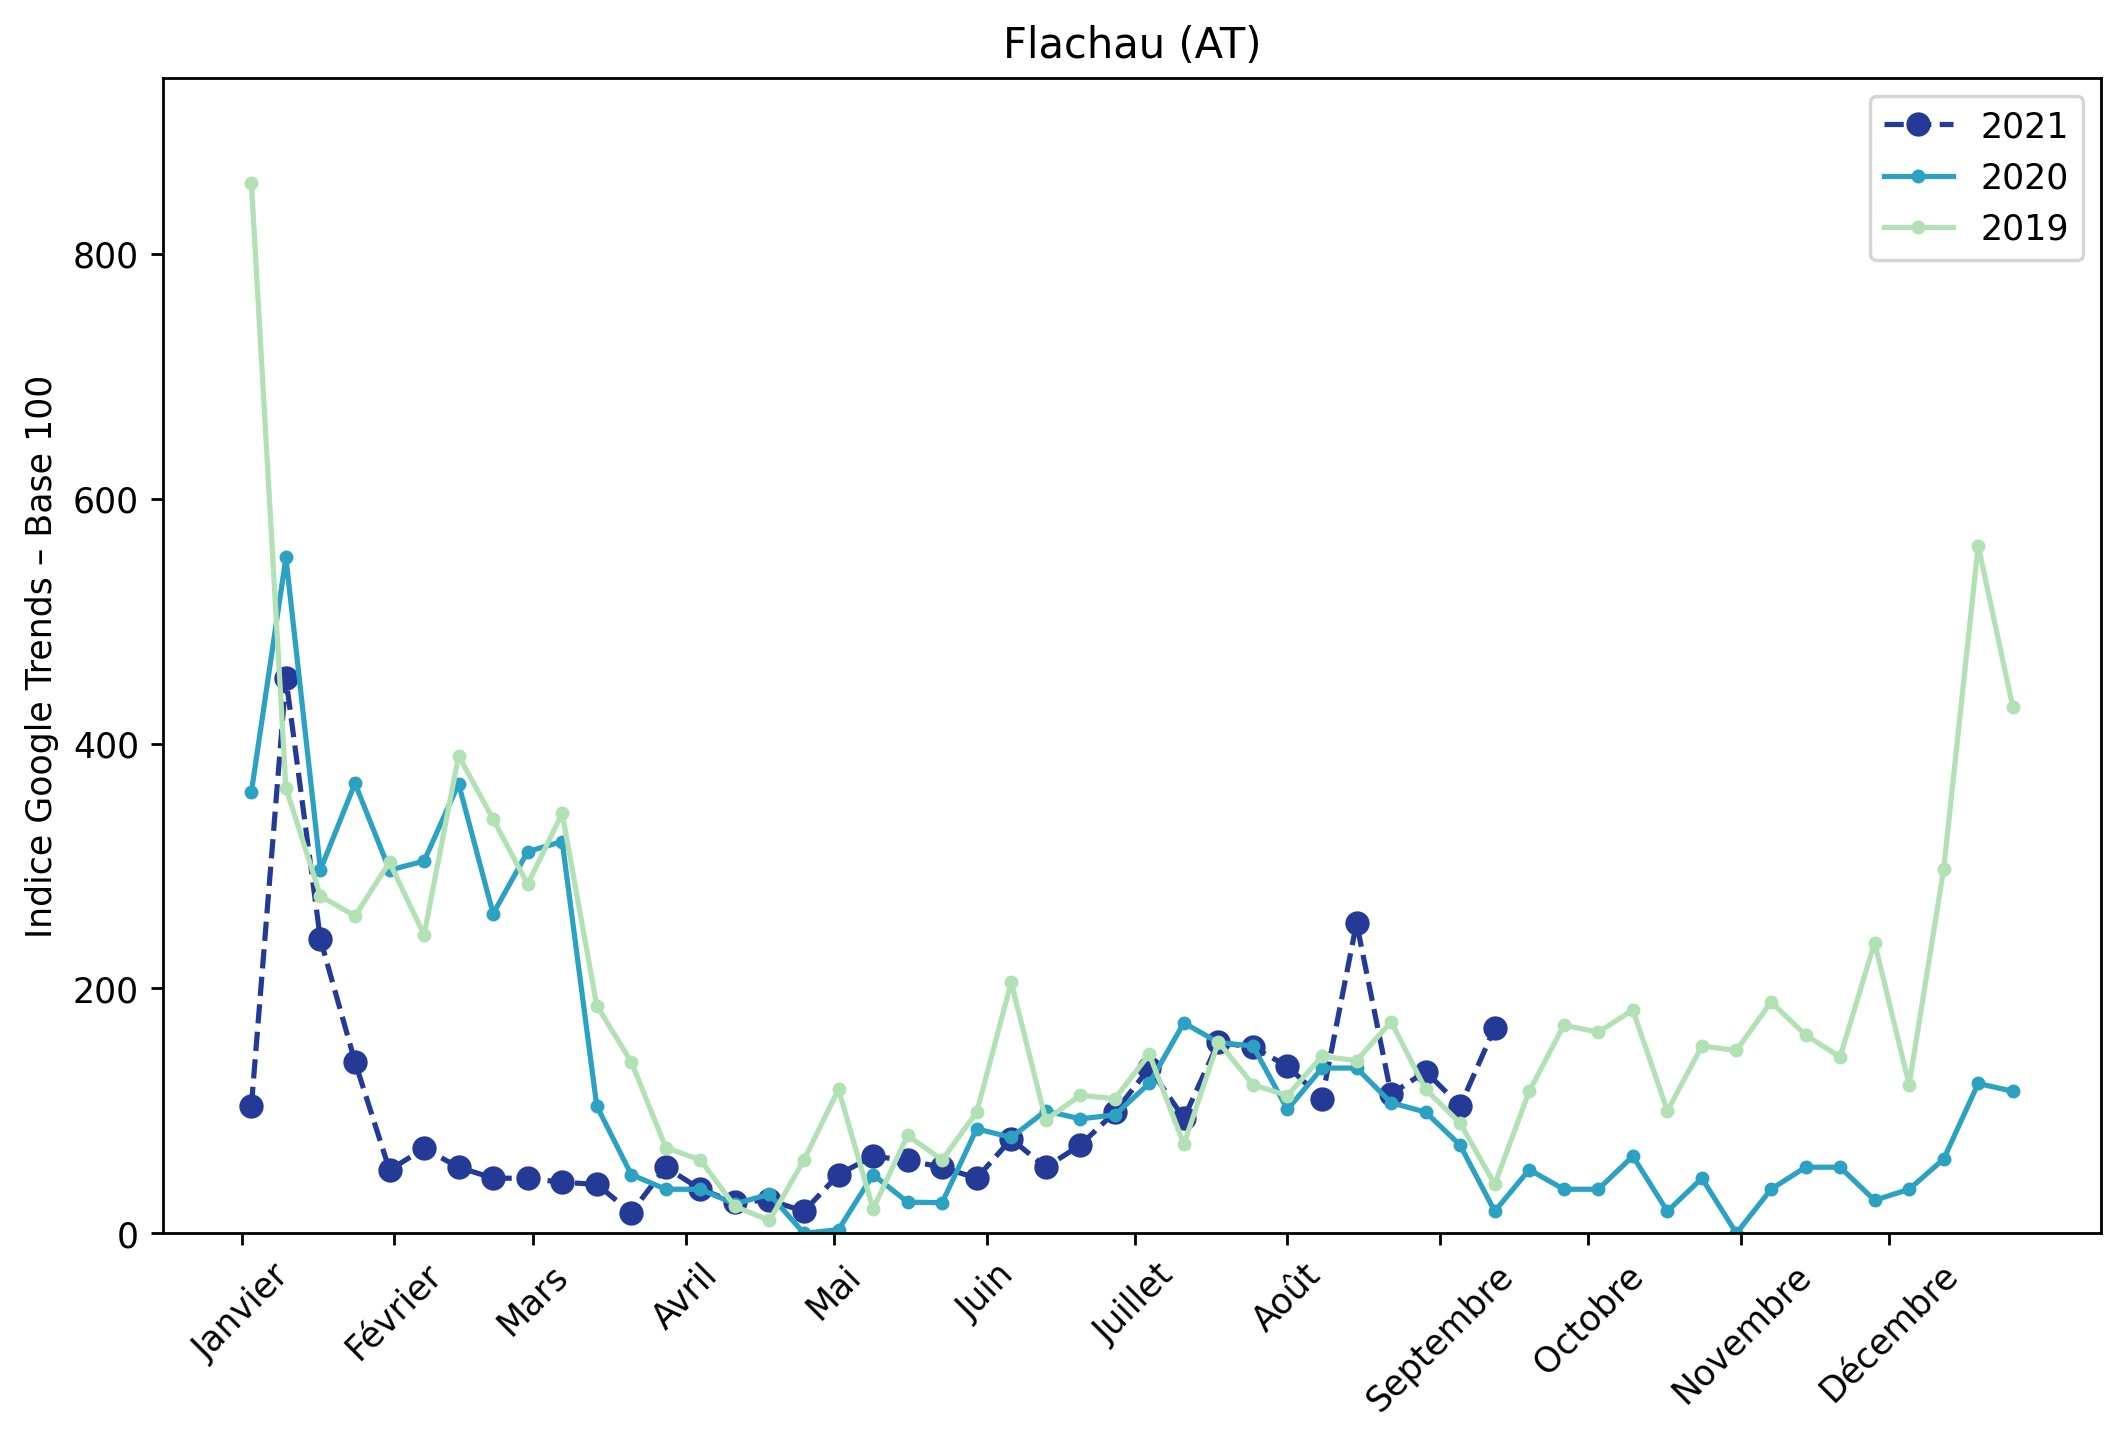 Flachau (AT)
2021
2020
2019
Indice Google Trends – Base 100
800
600
400
200
0
Janvier
Février
Mars
Avril
Mai
Juin
Juillet
Août
Septembre
Octobre
Novembre
Décembre